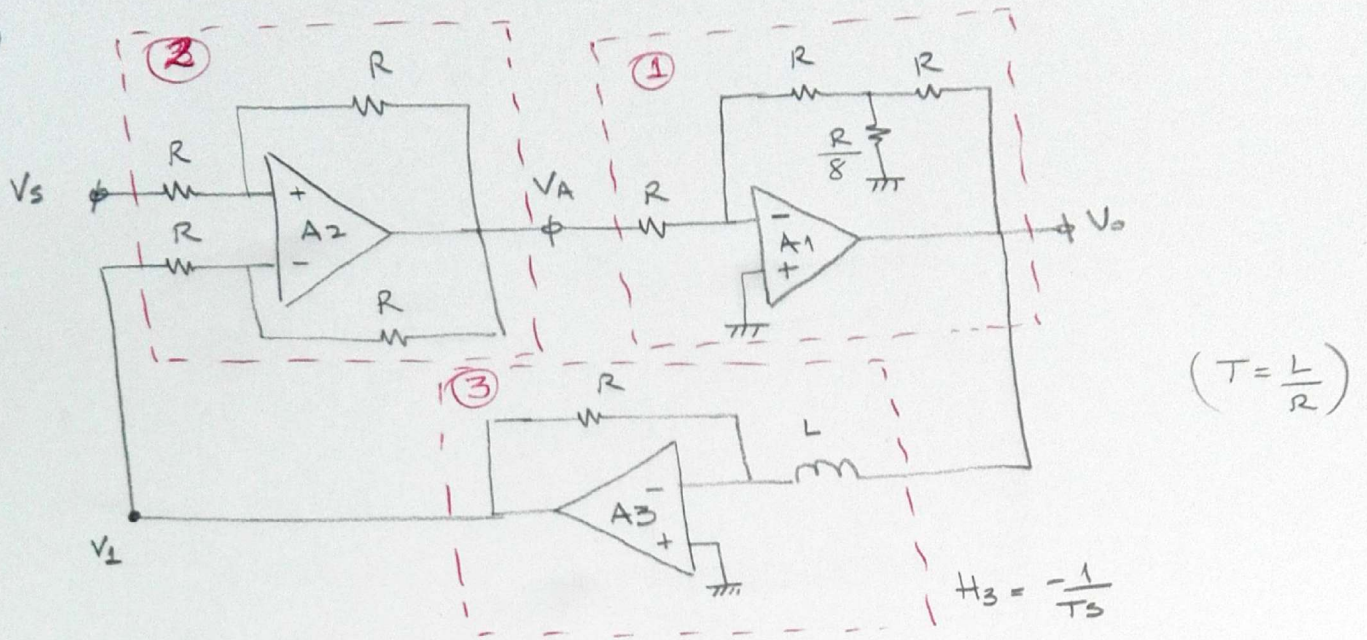 2
R
R
Vs
R
+
A2
-
R
VA
1
R
R
R/8
R
-
A1
+
Vo
3
R
L
-
A3
+
V1
(T = L/R)
H3 = -1/Ts